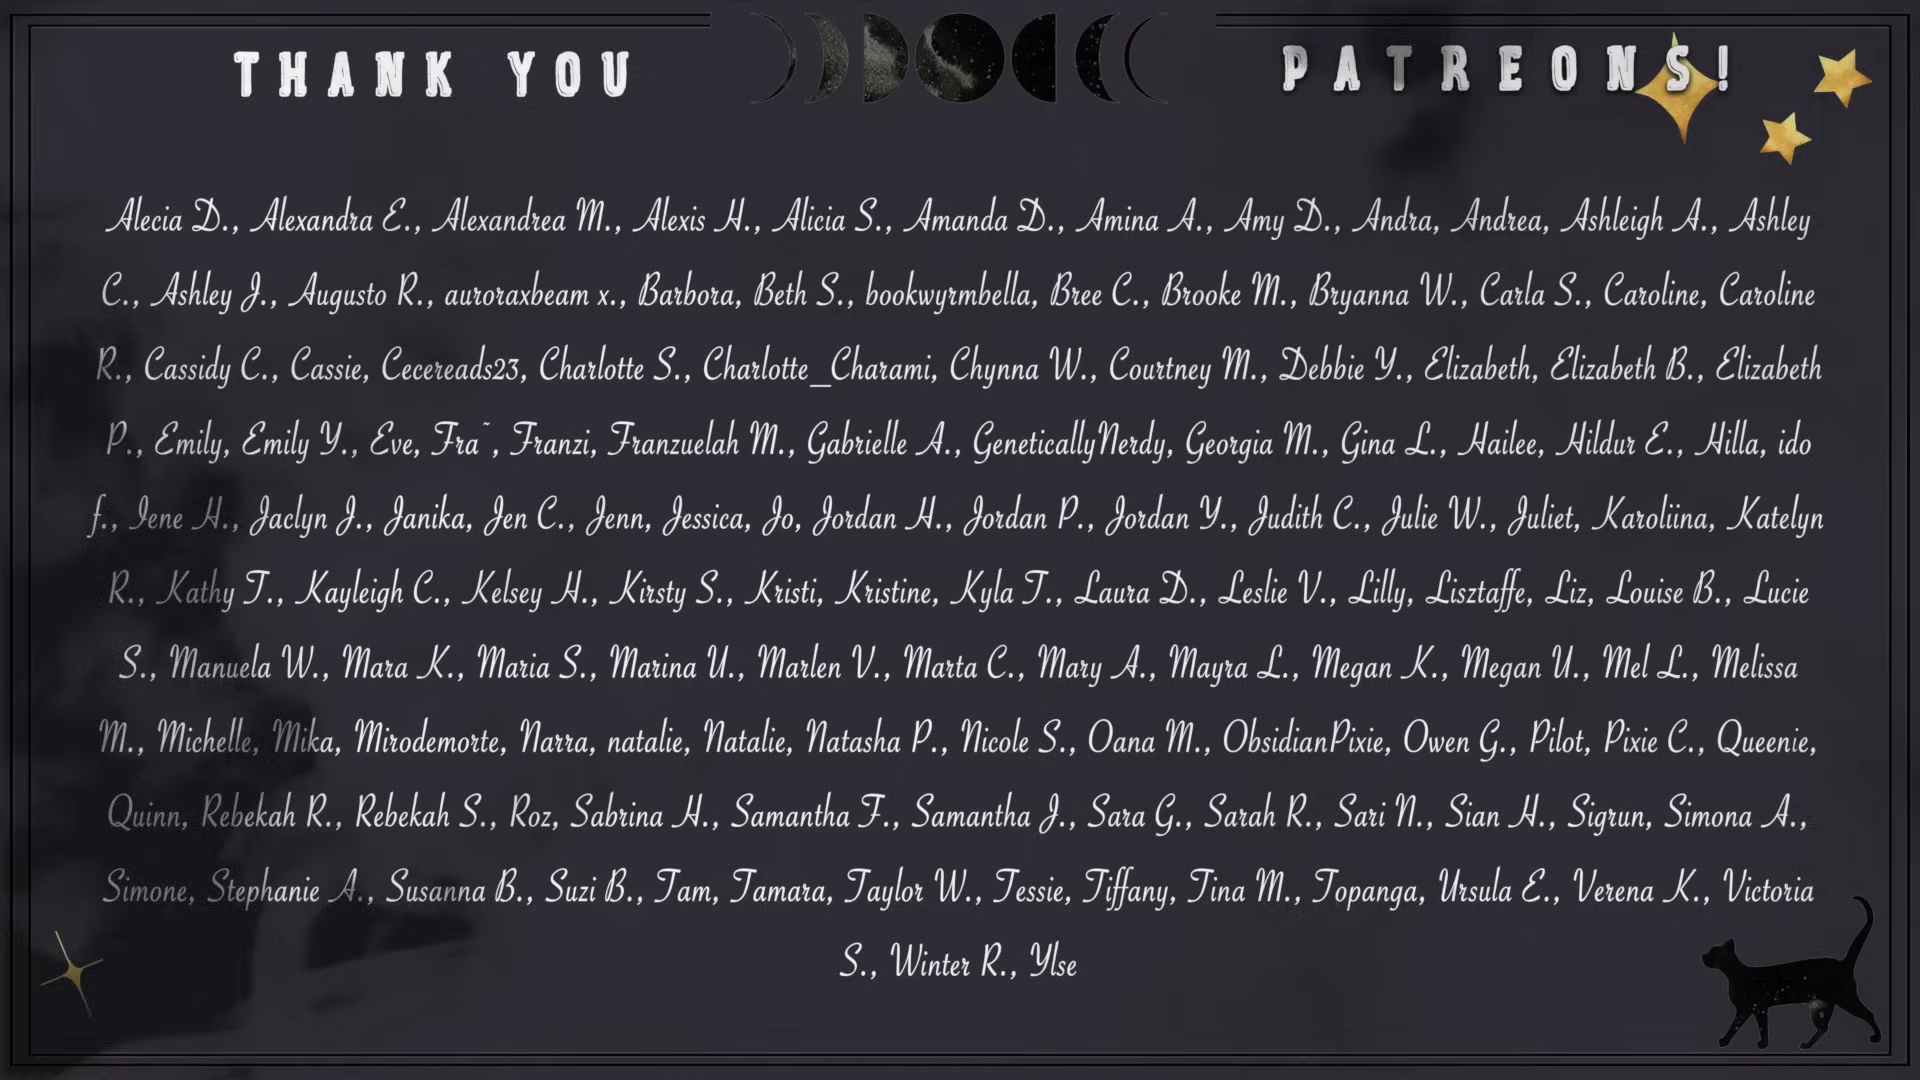 THANK YOU PATREONS!
Alecia D., Alexandra E., Alexandrea M., Alexis H., Alicia S., Amanda D., Amina A., Amy D., Andra, Andrea, Ashleigh A., Ashley
C., Ashley J., Augusto R., auroraxbeam x., Barbora, Beth S., bookwyrmbella, Bree C., Brooke M., Bryanna W., Carla S., Caroline, Caroline
R., Cassidy C., Cassie, Cecereads23, Charlotte S., Charlotte_Charami, Chynna W., Courtney M., Debbie Y., Elizabeth, Elizabeth B., Elizabeth
P., Emily, Emily Y., Eve, Fra˜, Franzi, Franzuelah M., Gabrielle A., GeneticallyNerdy, Georgia M., Gina L., Hailee, Hildur E., Hilla, ido
f., Iene H., Jaclyn J., Janika, Jen C., Jenn, Jessica, Jo, Jordan H., Jordan P., Jordan Y., Judith C., Julie W., Juliet, Karoliina, Katelyn
R., Kathy T., Kayleigh C., Kelsey H., Kirsty S., Kristi, Kristine, Kyla T., Laura D., Leslie V., Lilly, Lisztaffe, Liz, Louise B., Lucie
S., Manuela W., Mara K., Maria S., Marina U., Marlen V., Marta C., Mary A., Mayra L., Megan K., Megan U., Mel L., Melissa
M., Michelle, Mika, Mirodemorte, Narra, natalie, Natalie, Natasha P., Nicole S., Oana M., ObsidianPixie, Owen G., Pilot, Pixie C., Queenie,
Quinn, Rebekah R., Rebekah S., Roz, Sabrina H., Samantha F., Samantha J., Sara G., Sarah R., Sari N., Sian H., Sigrun, Simona A.,
Simone, Stephanie A., Susanna B., Suzi B., Tam, Tamara, Taylor W., Tessie, Tiffany, Tina M., Topanga, Ursula E., Verena K., Victoria
S., Winter R., Ylse